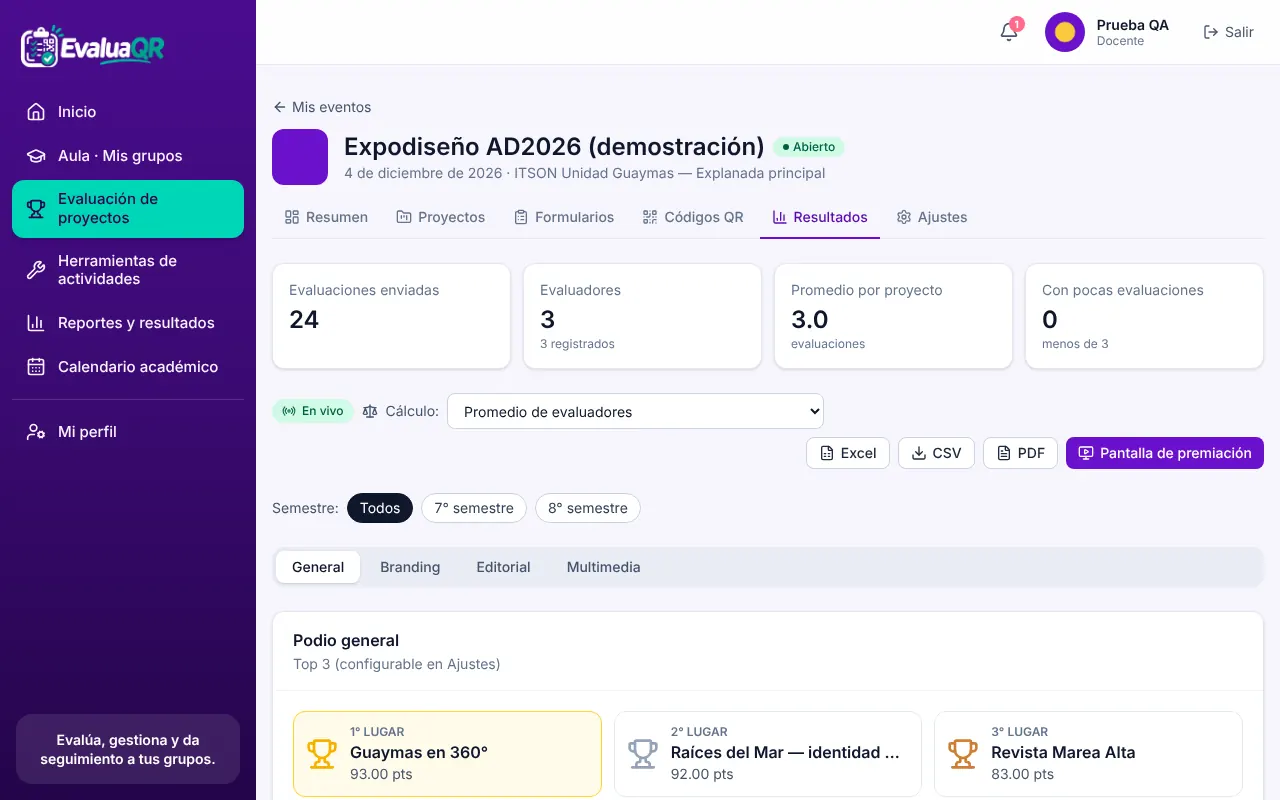 EvaluaQR
1
Prueba QA
Docente
Salir
Inicio
Aula · Mis grupos
Evaluación de
proyectos
Herramientas de
actividades
Reportes y resultados
Calendario académico
Mi perfil
Evalúa, gestiona y da
seguimiento a tus grupos.
Mis eventos
Expodiseño AD2026 (demostración)
Abierto
4 de diciembre de 2026 · ITSON Unidad Guaymas — Explanada principal
Resumen
Proyectos
Formularios
Códigos QR
Resultados
Ajustes
Evaluaciones enviadas
24
Evaluadores
3
3 registrados
Promedio por proyecto
3.0
evaluaciones
Con pocas evaluaciones
0
menos de 3
En vivo
Cálculo:
Promedio de evaluadores
Excel
CSV
PDF
Pantalla de premiación
Semestre:
Todos
7° semestre
8° semestre
General
Branding
Editorial
Multimedia
Podio general
Top 3 (configurable en Ajustes)
1° LUGAR
Guaymas en 360°
93.00 pts
2° LUGAR
Raíces del Mar — identidad ...
92.00 pts
3° LUGAR
Revista Marea Alta
83.00 pts